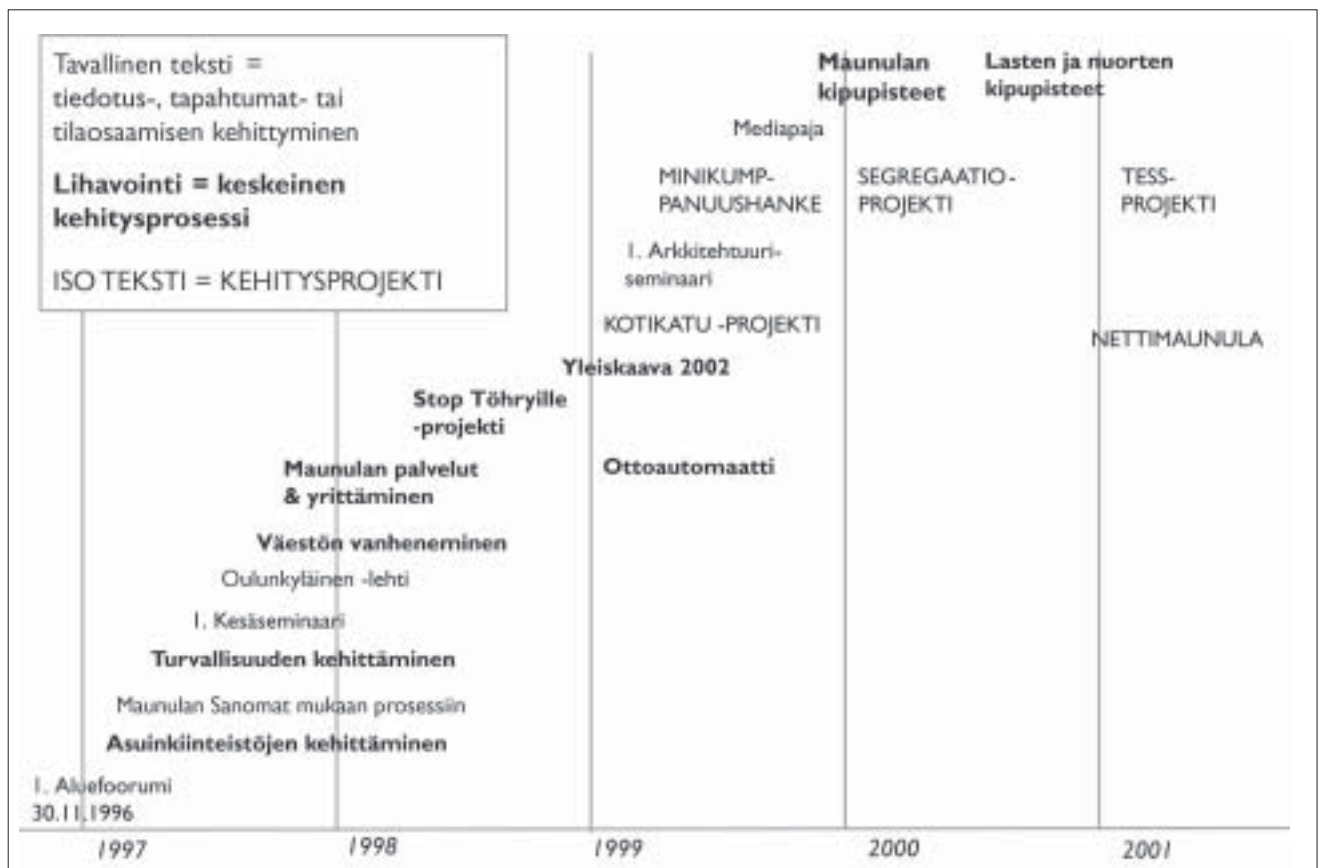 Tavallinen teksti =
tiedotus-, tapahtumat- tai
tilaosaamisen kehittyminen
Lihavointi = keskeinen
kehitysprosessi
ISO TEKSTI = KEHITYSPROJEKTI
Maunulan
kipupisteet
Lasten ja nuorten
kipupisteet
Mediapaja
MINIKUMP-
PANUUSHANKE
SEGREGAATIO-
PROJEKTI
TESS-
PROJEKTI
1. Arkkitehtuuri-
seminaari
KOTIKATU -PROJEKTI
NETTIMAUNULA
Yleiskaava 2002
Stop Töhryille
-projekti
Maunulan palvelut
& yrittäminen
Ottoautomaatti
Väestön vanheneminen
Oulunkyläinen -lehti
1. Kesäseminaari
Turvallisuuden kehittäminen
Maunulan Sanomat mukaan prosessiin
Asuinkiinteistöjen kehittäminen
1. Aluefoorumi
30.11.1996
1997 1998 1999 2000 2001